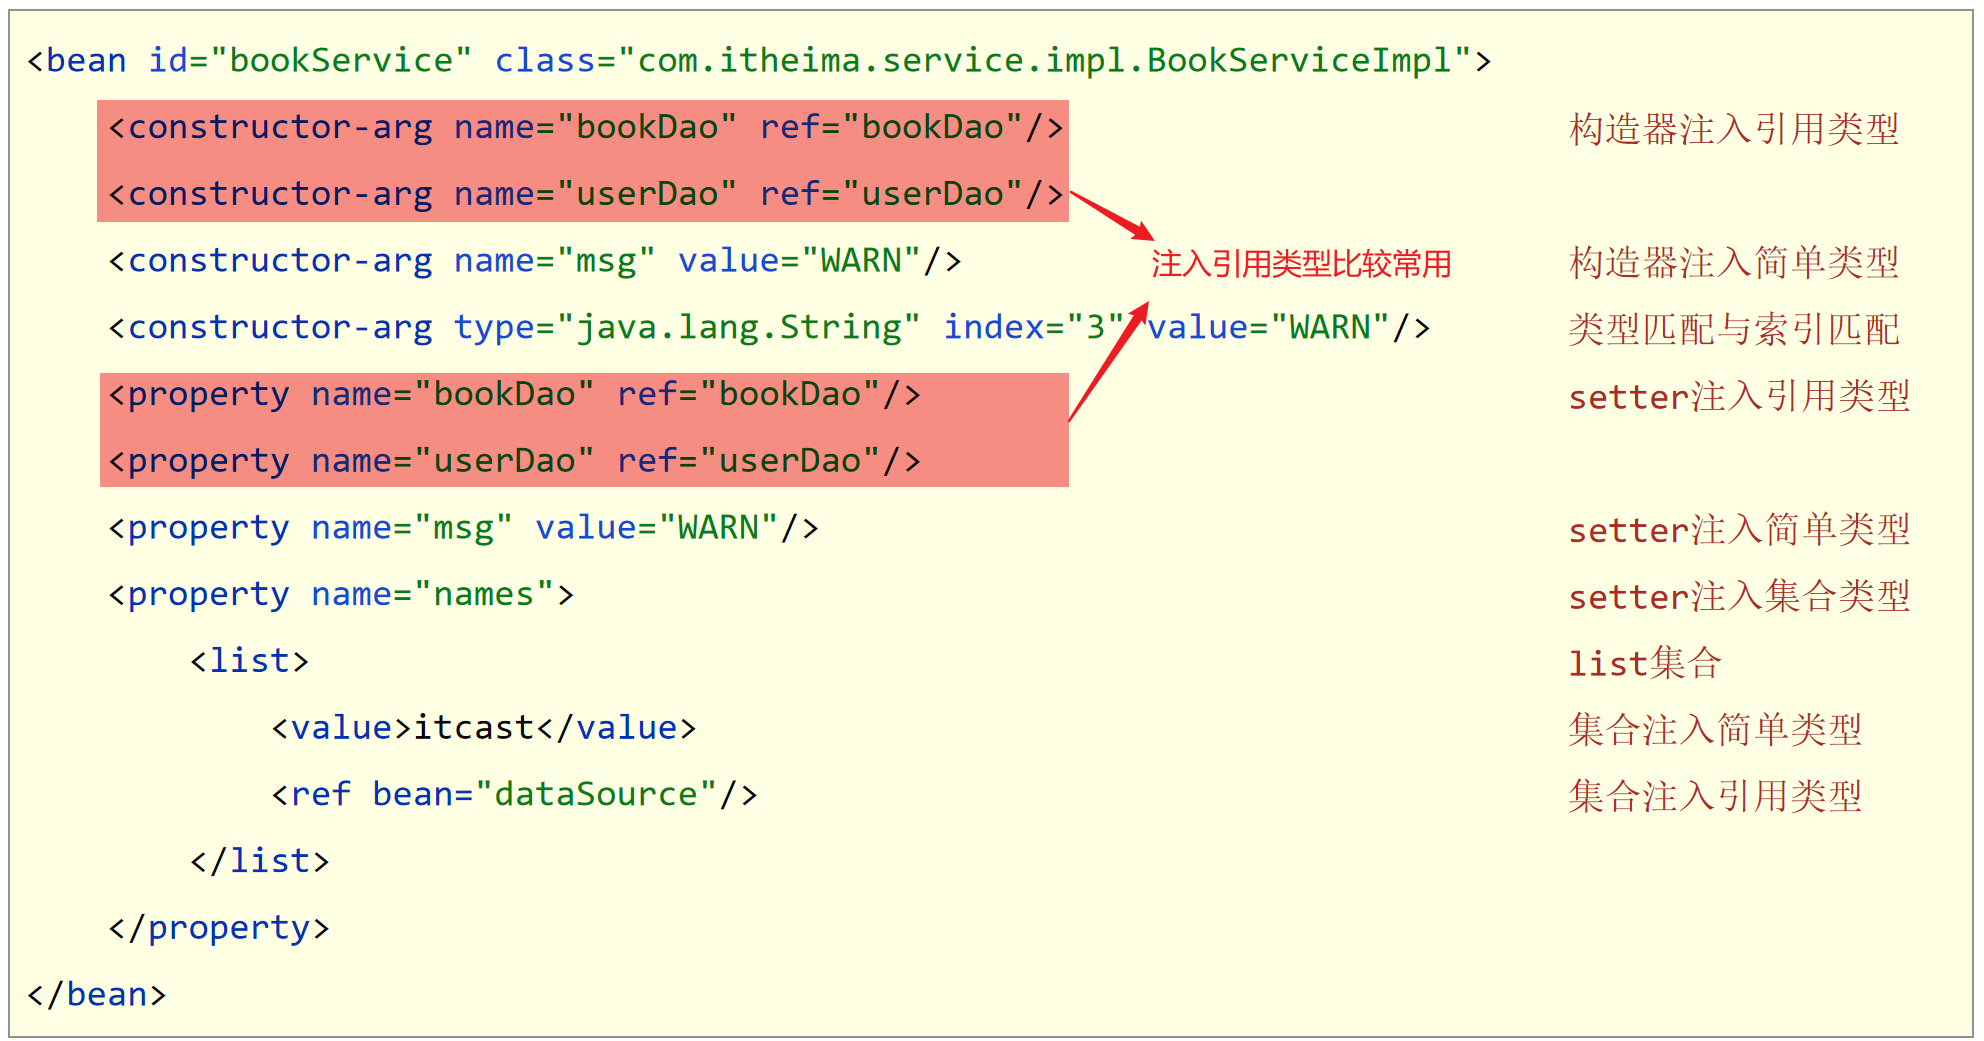 <bean id="bookService" class="com.itheima.service.impl.BookServiceImpl">
<constructor-arg name="bookDao" ref="bookDao"/> 构造器注入引用类型
<constructor-arg name="userDao" ref="userDao"/>
<constructor-arg name="msg" value="WARN"/> 注入引用类型比较常用 构造器注入简单类型
<constructor-arg type="java.lang.String" index="3" value="WARN"/> 类型匹配与索引匹配
<property name="bookDao" ref="bookDao"/> setter注入引用类型
<property name="userDao" ref="userDao"/>
<property name="msg" value="WARN"/> setter注入简单类型
<property name="names"> setter注入集合类型
<list> list集合
<value>itcast</value> 集合注入简单类型
<ref bean="dataSource"/> 集合注入引用类型
</list>
</property>
</bean>